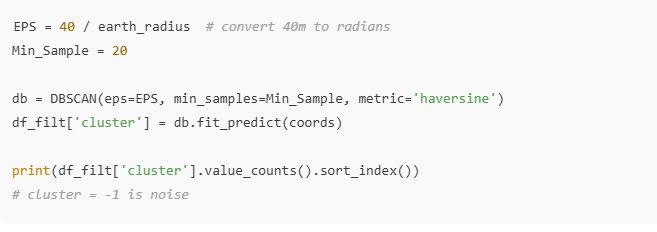 EPS = 40 / earth_radius  # convert 40m to radians
Min_Sample = 20
db = DBSCAN(eps=EPS, min_samples=Min_Sample, metric='haversine')
df_filt['cluster'] = db.fit_predict(coords)
print(df_filt['cluster'].value_counts().sort_index())
# cluster = -1 is noise